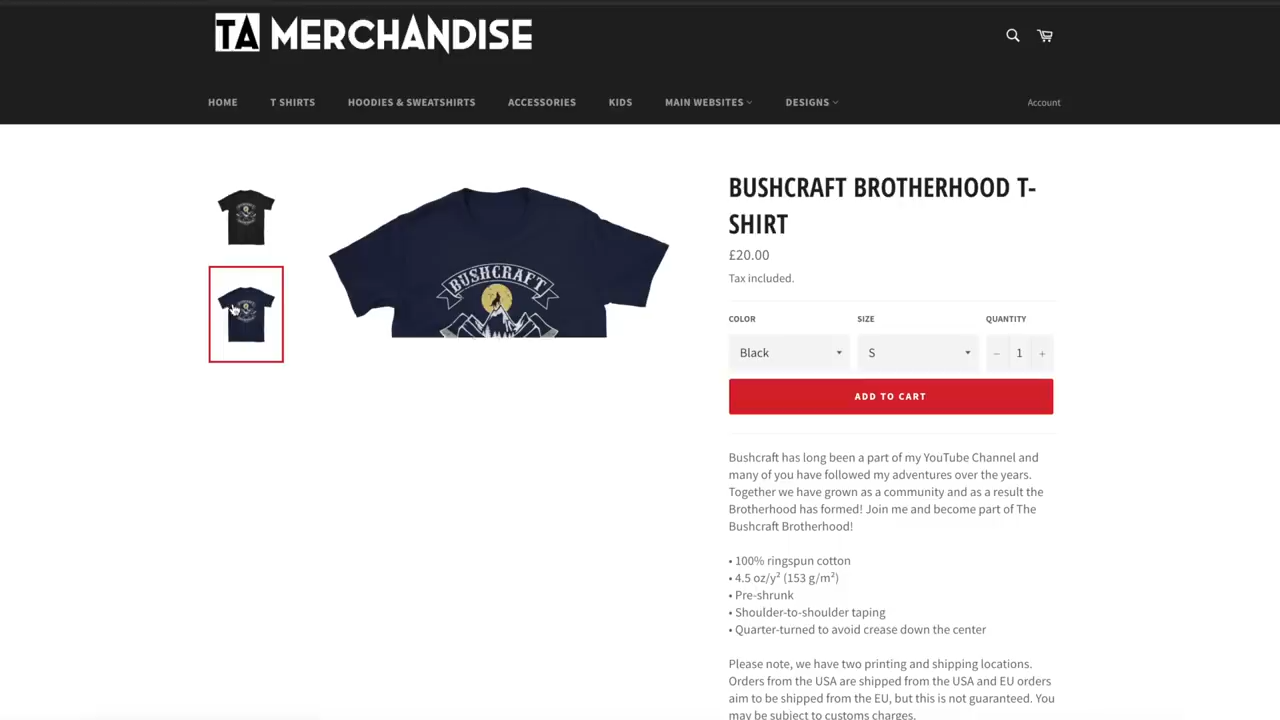 TA MERCHANDISE
HOME T SHIRTS HOODIES & SWEATSHIRTS ACCESSORIES KIDS MAIN WEBSITES DESIGNS Account
BUSHCRAFT
BUSHCRAFT BROTHERHOOD T-
SHIRT
£20.00
Tax included.
COLOR SIZE QUANTITY
Black S − 1 +
ADD TO CART
Bushcraft has long been a part of my YouTube Channel and
many of you have followed my adventures over the years.
Together we have grown as a community and as a result the
Brotherhood has formed! Join me and become part of The
Bushcraft Brotherhood!
• 100% ringspun cotton
• 4.5 oz/y² (153 g/m²)
• Pre-shrunk
• Shoulder-to-shoulder taping
• Quarter-turned to avoid crease down the center
Please note, we have two printing and shipping locations.
Orders from the USA are shipped from the USA and EU orders
aim to be shipped from the EU, but this is not guaranteed. You
may be subject to customs charges.